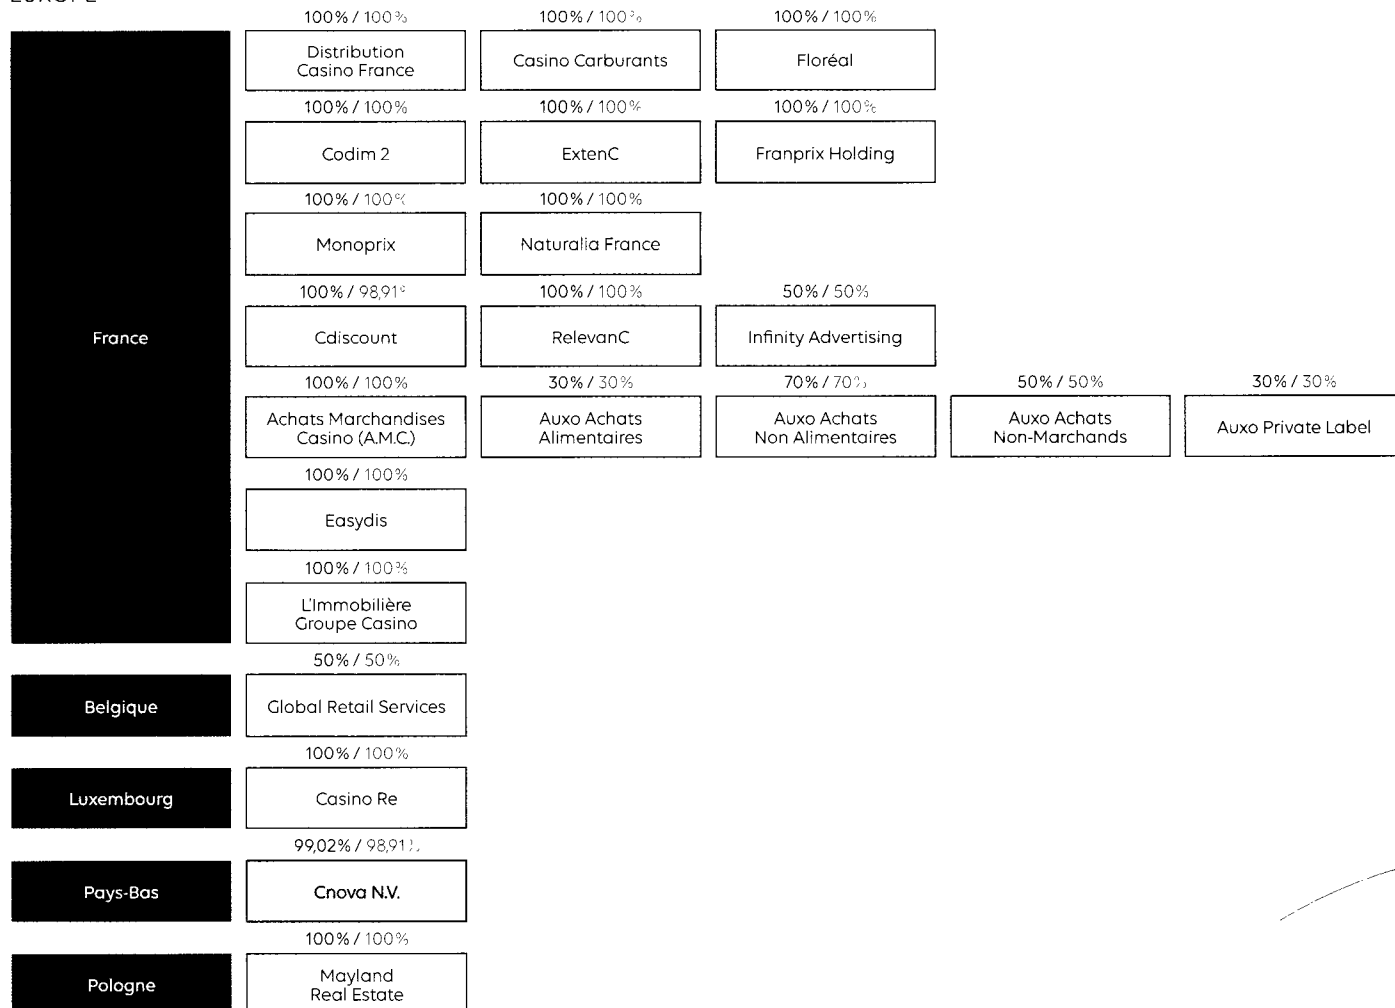 100% / 100% 100% / 100% 100% / 100%
Distribution
Casino France
Casino Carburants
Floréal
100% / 100% 100% / 100% 100% / 100%
Codim 2
ExtenC
Franprix Holding
100% / 100% 100% / 100%
Monoprix
Naturalia France
100% / 98,91% 100% / 100% 50% / 50%
France
Cdiscount
RelevanC
Infinity Advertising
100% / 100% 30% / 30% 70% / 70% 50% / 50% 30% / 30%
Achats Marchandises
Casino (A.M.C.)
Auxo Achats
Alimentaires
Auxo Achats
Non Alimentaires
Auxo Achats
Non-Marchands
Auxo Private Label
100% / 100%
Easydis
100% / 100%
L'Immobilière
Groupe Casino
50% / 50%
Belgique
Global Retail Services
100% / 100%
Luxembourg
Casino Re
99,02% / 98,91%
Pays-Bas
Cnova N.V.
100% / 100%
Pologne
Mayland
Real Estate